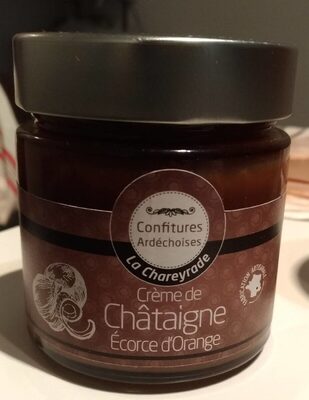 Confitures
Ardéchoises
La Chareyrade
Crème de
Châtaigne
Écorce d'Orange